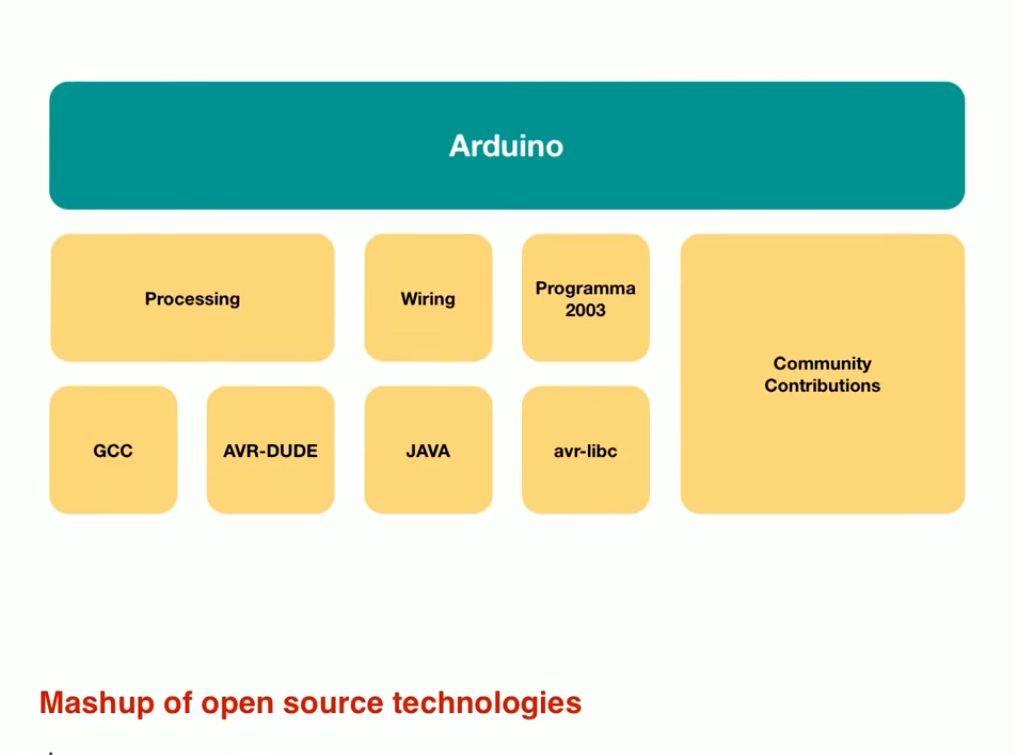 Arduino
Processing
Wiring
Programma
2003
Community
Contributions
GCC
AVR-DUDE
JAVA
avr-libc
Mashup of open source technologies